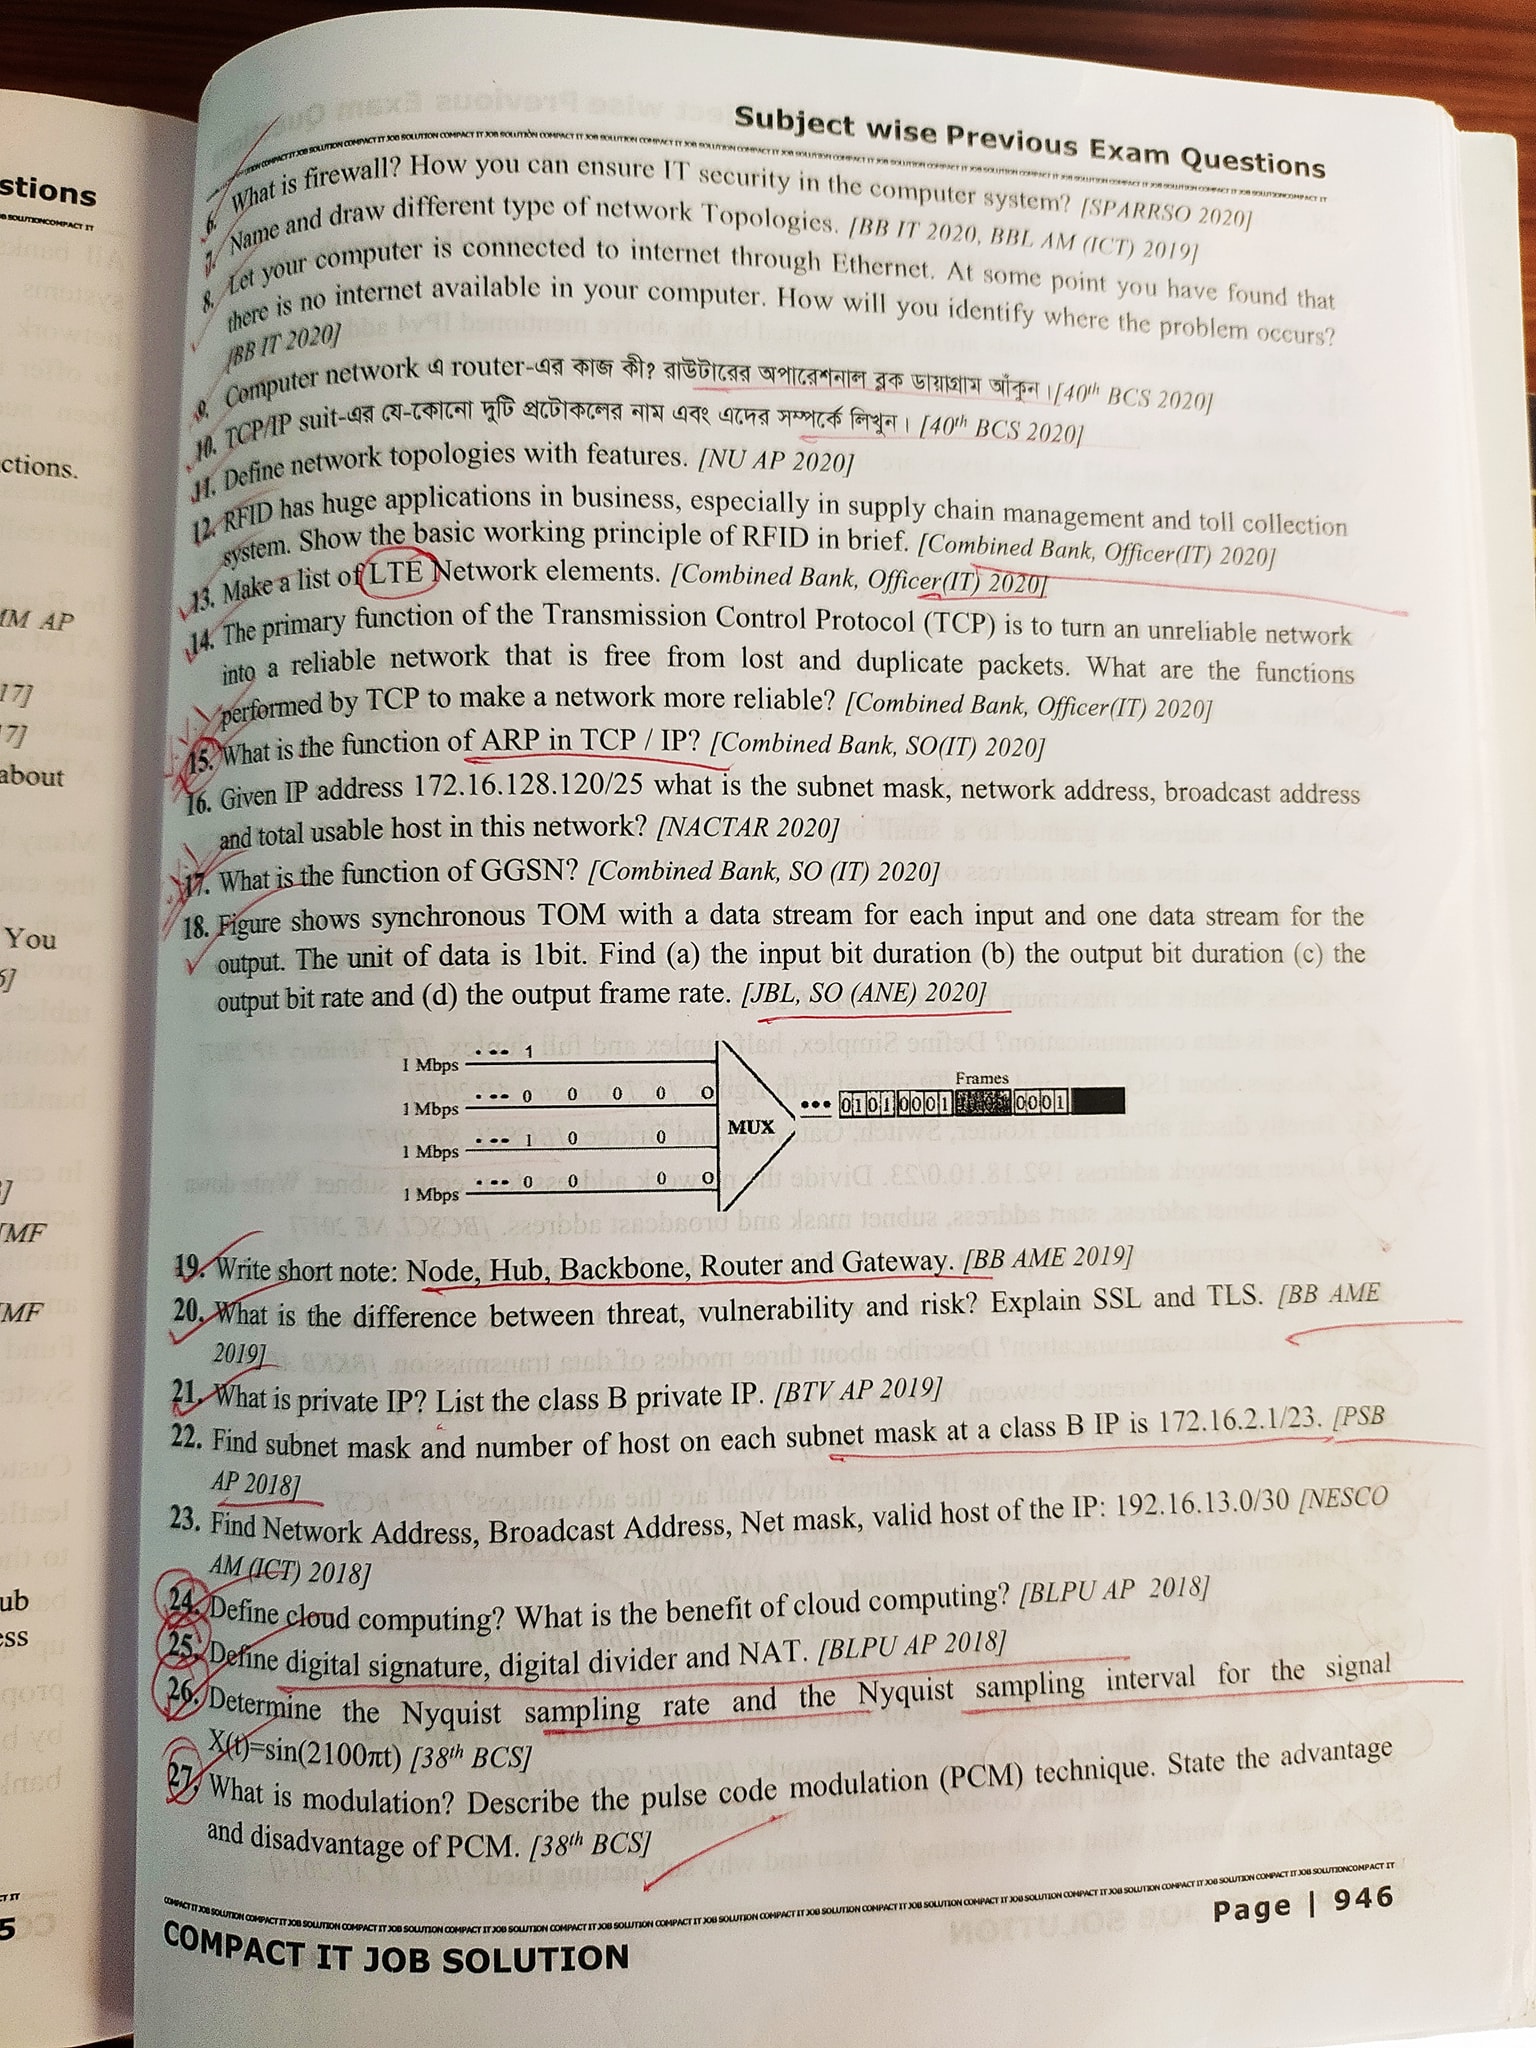 stions
Subject wise Previous Exam Questions
6. What is firewall? How you can ensure IT security in the computer system? [SPARRSO 2020]
7. Name and draw different type of network Topologies. [BB IT 2020, BBL AM (ICT) 2019]
8. Let your computer is connected to internet through Ethernet. At some point you have found that
there is no internet available in your computer. How will you identify where the problem occurs?
[BB IT 2020]
9. Computer network এ router-এর কাজ কী? রাউটারের অপারেশনাল ব্লক ডায়াগ্রাম আঁকুন।[40th BCS 2020]
10. TCP/IP suit-এর যে-কোনো দুটি প্রটোকলের নাম এবং এদের সম্পর্কে লিখুন। [40th BCS 2020]
11. Define network topologies with features. [NU AP 2020]
12. RFID has huge applications in business, especially in supply chain management and toll collection
system. Show the basic working principle of RFID in brief. [Combined Bank, Officer(IT) 2020]
13. Make a list of LTE Network elements. [Combined Bank, Officer(IT) 2020]
14. The primary function of the Transmission Control Protocol (TCP) is to turn an unreliable network
into a reliable network that is free from lost and duplicate packets. What are the functions
performed by TCP to make a network more reliable? [Combined Bank, Officer(IT) 2020]
15. What is the function of ARP in TCP / IP? [Combined Bank, SO(IT) 2020]
16. Given IP address 172.16.128.120/25 what is the subnet mask, network address, broadcast address
and total usable host in this network? [NACTAR 2020]
17. What is the function of GGSN? [Combined Bank, SO (IT) 2020]
18. Figure shows synchronous TOM with a data stream for each input and one data stream for the
output. The unit of data is 1bit. Find (a) the input bit duration (b) the output bit duration (c) the
output bit rate and (d) the output frame rate. [JBL, SO (ANE) 2020]
1 Mbps ••• 1
1 Mbps ••• 0 0 0 0 0
1 Mbps ••• 1 0 0
1 Mbps ••• 0 0 0 0
MUX
Frames
••• 0101 0001 0001
19. Write short note: Node, Hub, Backbone, Router and Gateway. [BB AME 2019]
20. What is the difference between threat, vulnerability and risk? Explain SSL and TLS. [BB AME
2019]
21. What is private IP? List the class B private IP. [BTV AP 2019]
22. Find subnet mask and number of host on each subnet mask at a class B IP is 172.16.2.1/23. [PSB
AP 2018]
23. Find Network Address, Broadcast Address, Net mask, valid host of the IP: 192.16.13.0/30 [NESCO
AM (ICT) 2018]
24. Define cloud computing? What is the benefit of cloud computing? [BLPU AP 2018]
25. Define digital signature, digital divider and NAT. [BLPU AP 2018]
26. Determine the Nyquist sampling rate and the Nyquist sampling interval for the signal
X(t)=sin(2100πt) [38th BCS]
27. What is modulation? Describe the pulse code modulation (PCM) technique. State the advantage
and disadvantage of PCM. [38th BCS]
COMPACT IT JOB SOLUTION
Page | 946
ctions.
MM AP
17]
about
You
[MF
ub